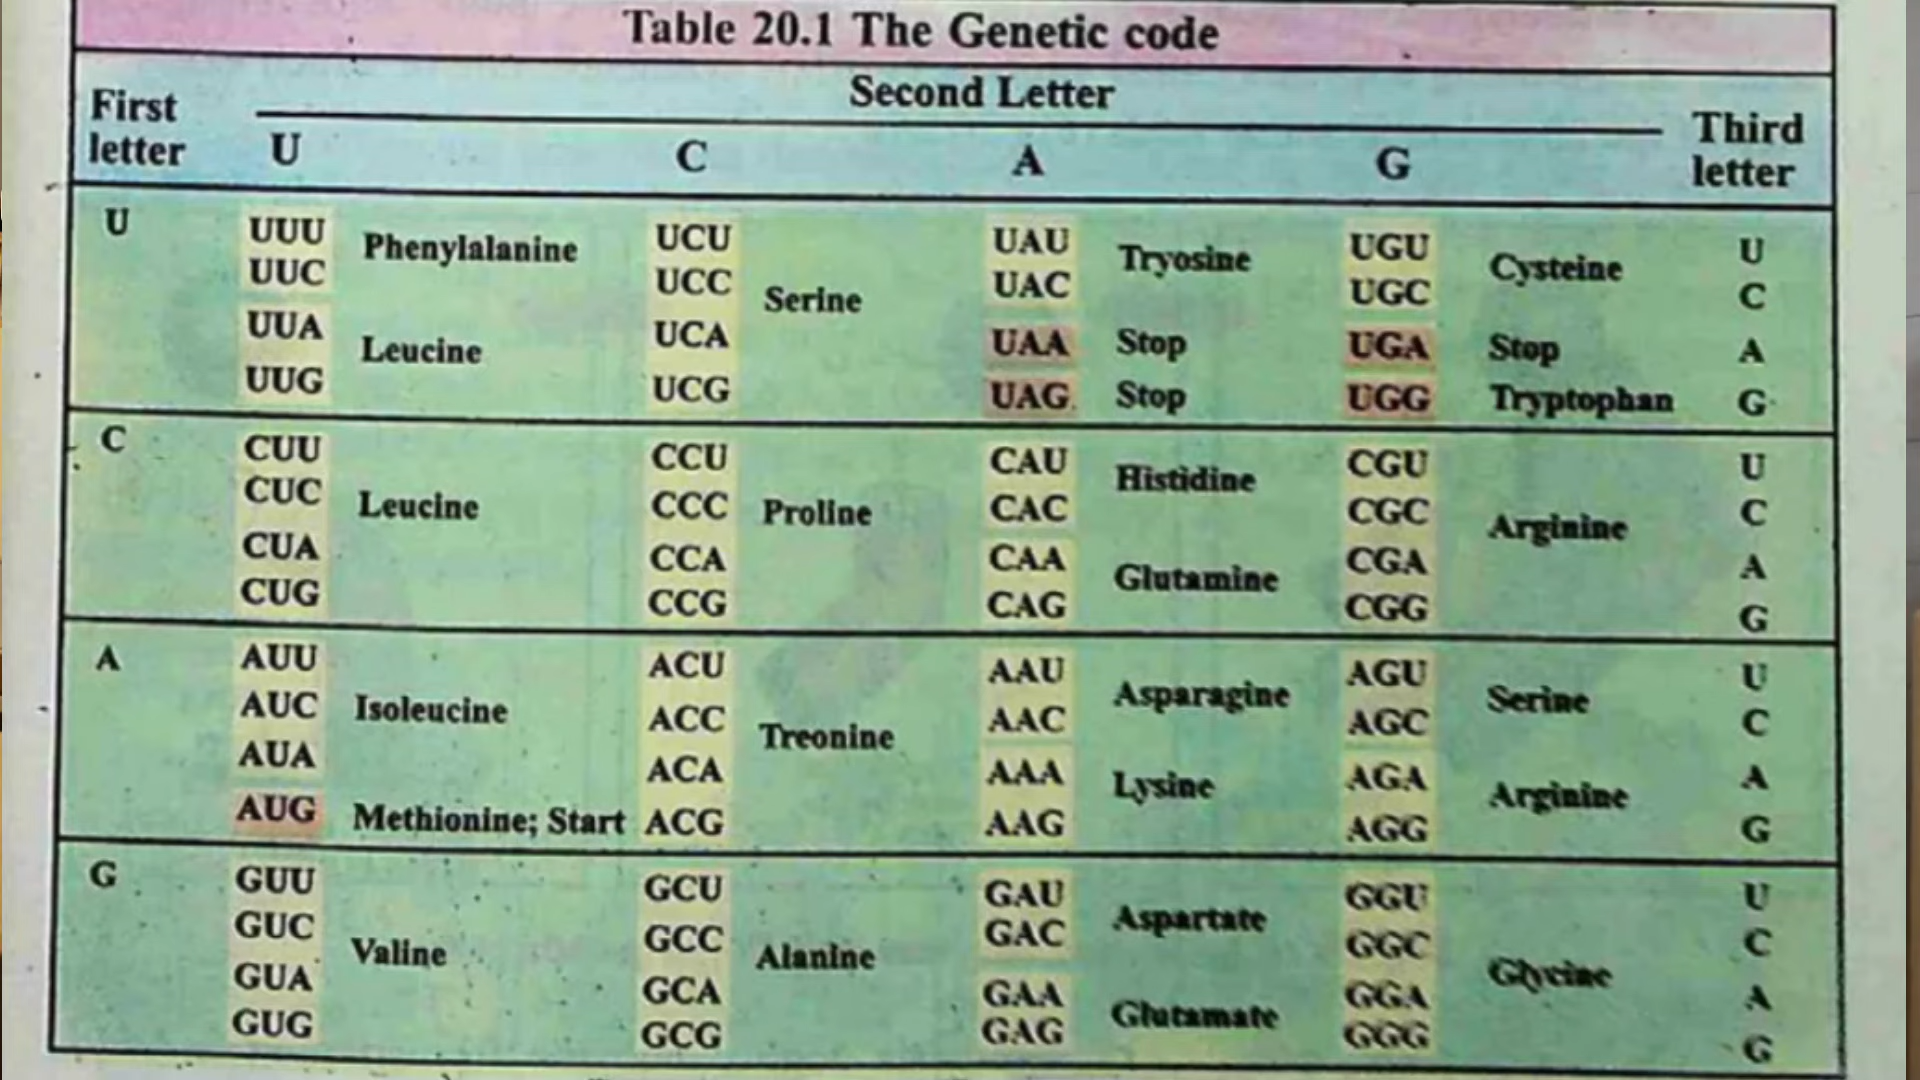 Table 20.1 The Genetic code
Second Letter
First letter U C A G Third letter
U UUU Phenylalanine UCU Serine UAU Tryosine UGU Cysteine U
UUC UCC UAC UGC C
UUA Leucine UCA UAA Stop UGA Stop A
UUG UCG UAG Stop UGG Tryptophan G
C CUU Leucine CCU Proline CAU Histidine CGU Arginine U
CUC CCC CAC CGC C
CUA CCA CAA Glutamine CGA A
CUG CCG CAG CGG G
A AUU Isoleucine ACU Treonine AAU Asparagine AGU Serine U
AUC ACC AAC AGC C
AUA ACA AAA Lysine AGA Arginine A
AUG Methionine; Start ACG AAG AGG G
G GUU Valine GCU Alanine GAU Aspartate GGU Glycine U
GUC GCC GAC GGC C
GUA GCA GAA Glutamate GGA A
GUG GCG GAG GGG G